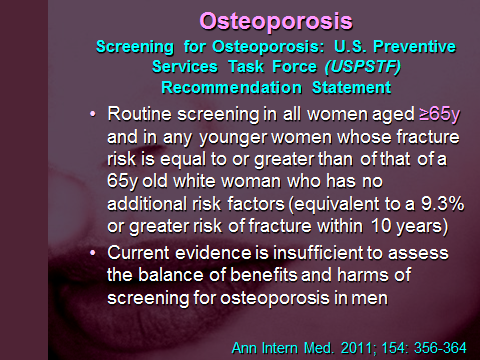 Osteoporosis
Screening for Osteoporosis: U.S. Preventive
Services Task Force (USPSTF)
Recommendation Statement
• Routine screening in all women aged ≥65y
and in any younger women whose fracture
risk is equal to or greater than of that of a
65y old white woman who has no
additional risk factors (equivalent to a 9.3%
or greater risk of fracture within 10 years)
• Current evidence is insufficient to assess
the balance of benefits and harms of
screening for osteoporosis in men
Ann Intern Med. 2011; 154: 356-364